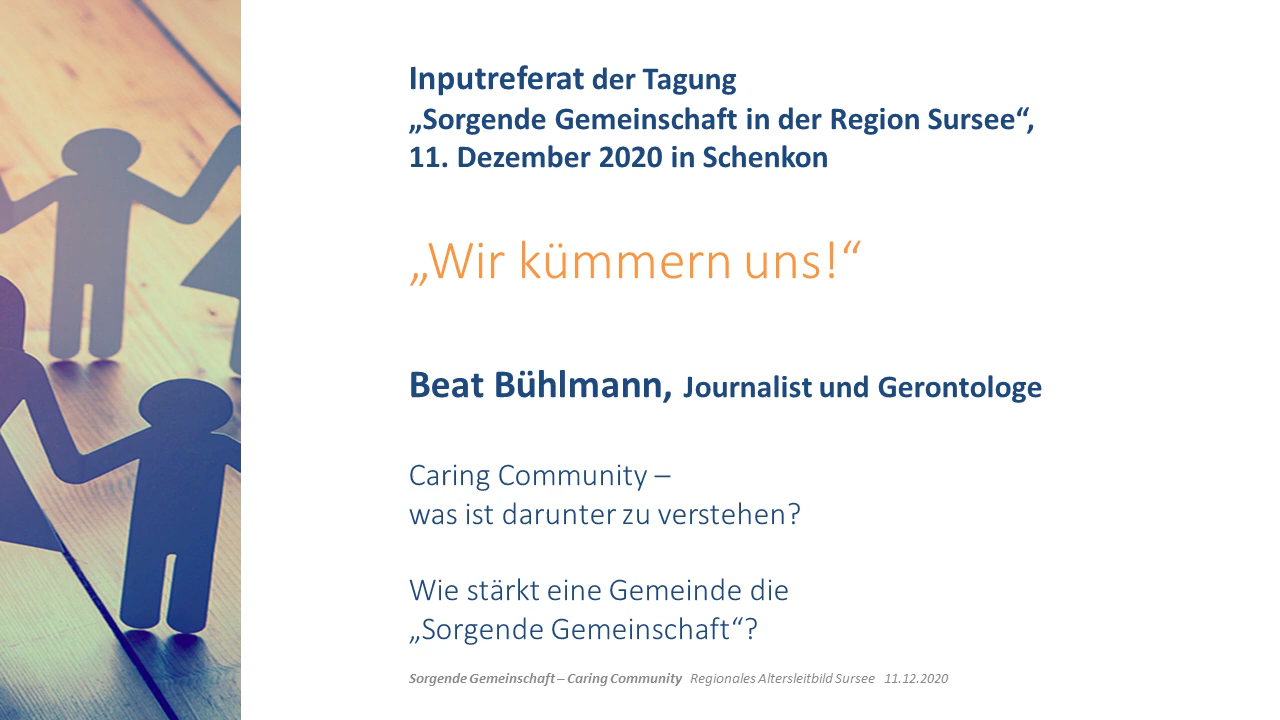 Inputreferat der Tagung
„Sorgende Gemeinschaft in der Region Sursee“,
11. Dezember 2020 in Schenkon
„Wir kümmern uns!“
Beat Bühlmann, Journalist und Gerontologe
Caring Community –
was ist darunter zu verstehen?
Wie stärkt eine Gemeinde die
„Sorgende Gemeinschaft“?
Sorgende Gemeinschaft – Caring Community Regionales Altersleitbild Sursee 11.12.2020